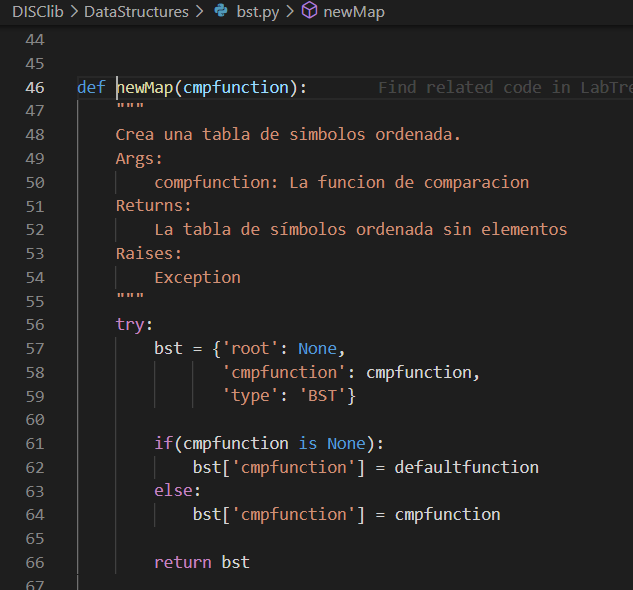 DISClib > DataStructures > bst.py > newMap
44
45
46 def newMap(cmpfunction): Find related code in LabTre
47 """
48 Crea una tabla de simbolos ordenada.
49 Args:
50 compfunction: La funcion de comparacion
51 Returns:
52 La tabla de símbolos ordenada sin elementos
53 Raises:
54 Exception
55 """
56 try:
57 bst = {'root': None,
58 'cmpfunction': cmpfunction,
59 'type': 'BST'}
60
61 if(cmpfunction is None):
62 bst['cmpfunction'] = defaultfunction
63 else:
64 bst['cmpfunction'] = cmpfunction
65
66 return bst
67